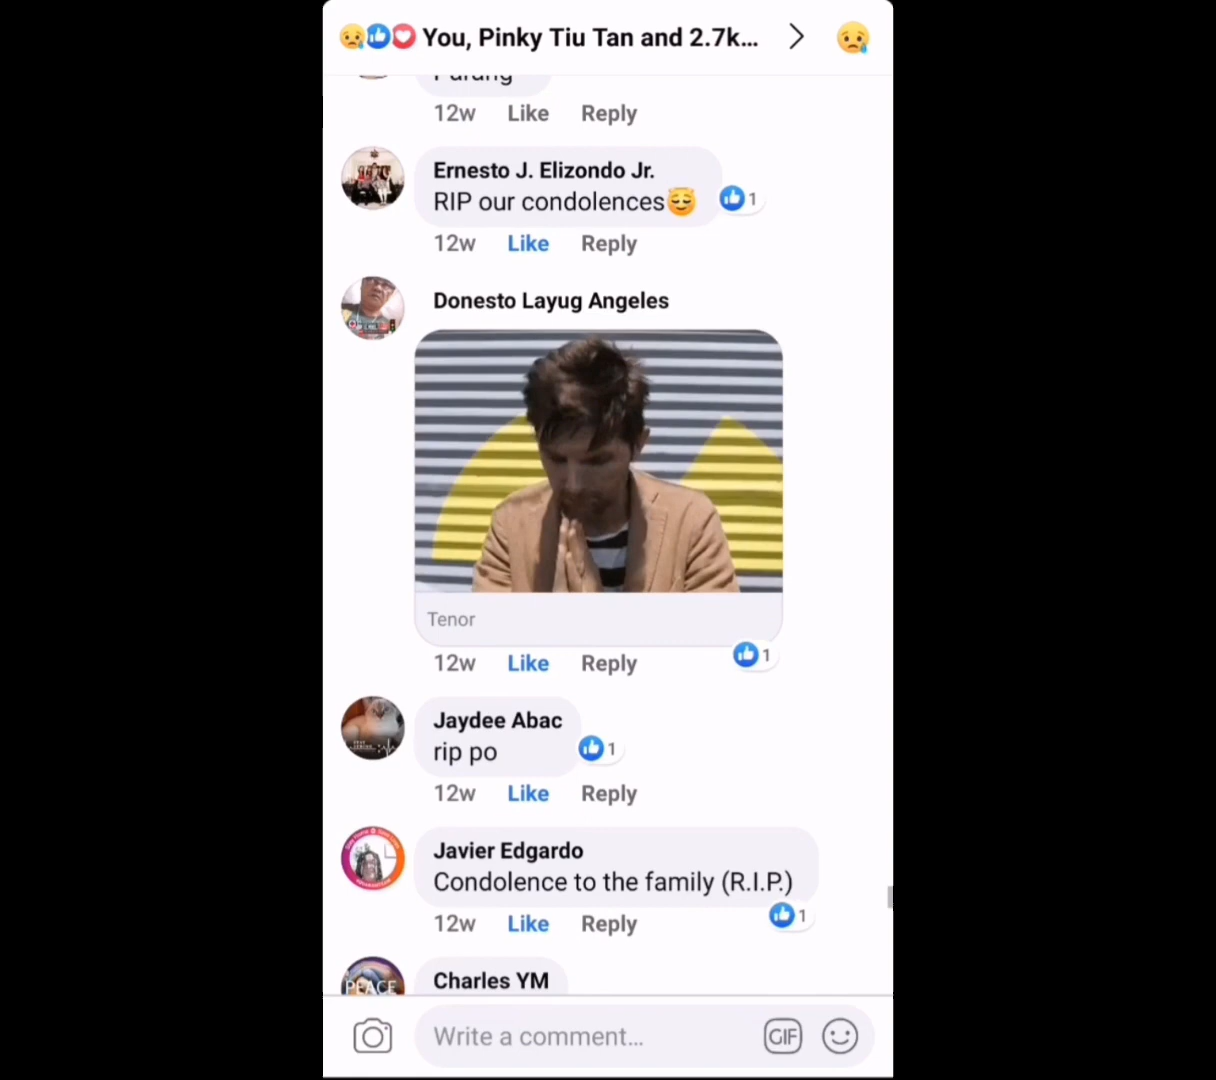 You, Pinky Tiu Tan and 2.7k...
12w Like Reply
Ernesto J. Elizondo Jr.
RIP our condolences😇 1
12w Like Reply
Donesto Layug Angeles
Tenor
12w Like Reply 1
Jaydee Abac
rip po 1
12w Like Reply
Javier Edgardo
Condolence to the family (R.I.P.)
12w Like Reply 1
Charles YM
PEACE
Write a comment... GIF